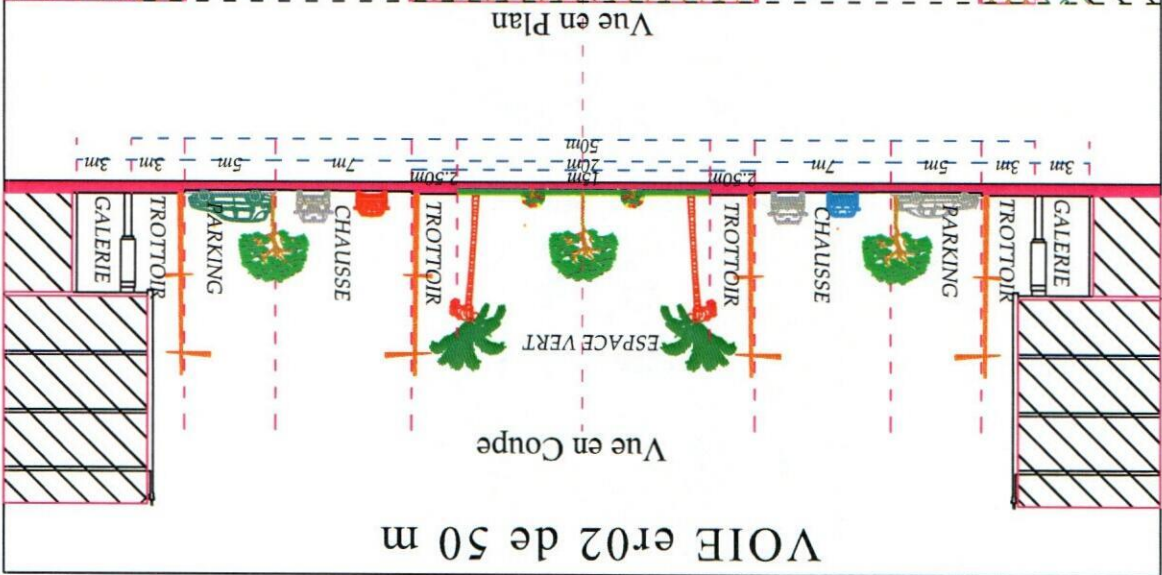 VOIE er02 de 50 m
Vue en Coupe
ESPACE VERT
GALERIE
TROTTOIR
PARKING
CHAUSSE
TROTTOIR
TROTTOIR
CHAUSSE
PARKING
TROTTOIR
GALERIE
3m 3m 5m 7m 2.50m 15m 2.50m 7m 5m 3m 3m
20m
50m
Vue en Plan